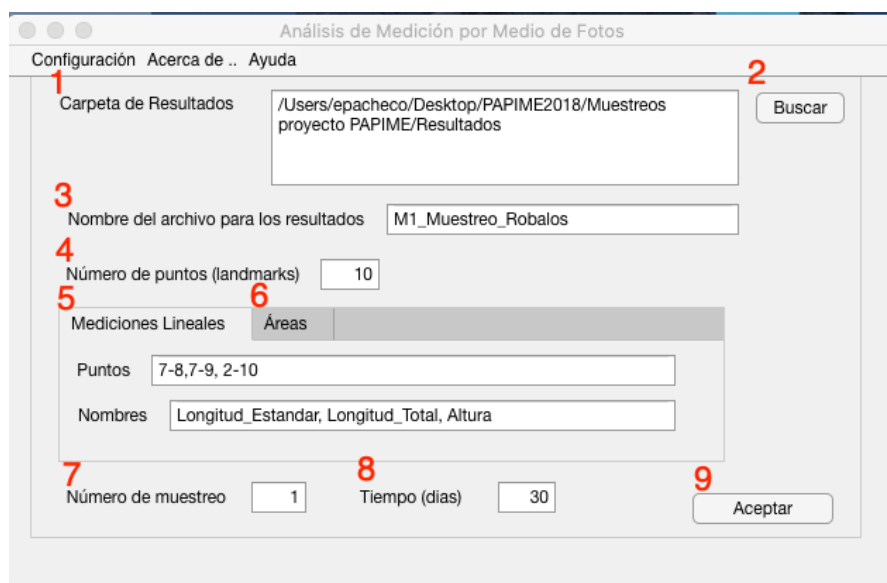 Análisis de Medición por Medio de Fotos
Configuración Acerca de .. Ayuda
1
2
Carpeta de Resultados
/Users/epacheco/Desktop/PAPIME2018/Muestreos
proyecto PAPIME/Resultados
Buscar
3
Nombre del archivo para los resultados M1_Muestreo_Robalos
4
Número de puntos (landmarks) 10
5 6
Mediciones Lineales Áreas
Puntos 7-8,7-9, 2-10
Nombres Longitud_Estandar, Longitud_Total, Altura
7 8 9
Número de muestreo 1 Tiempo (dias) 30
Aceptar